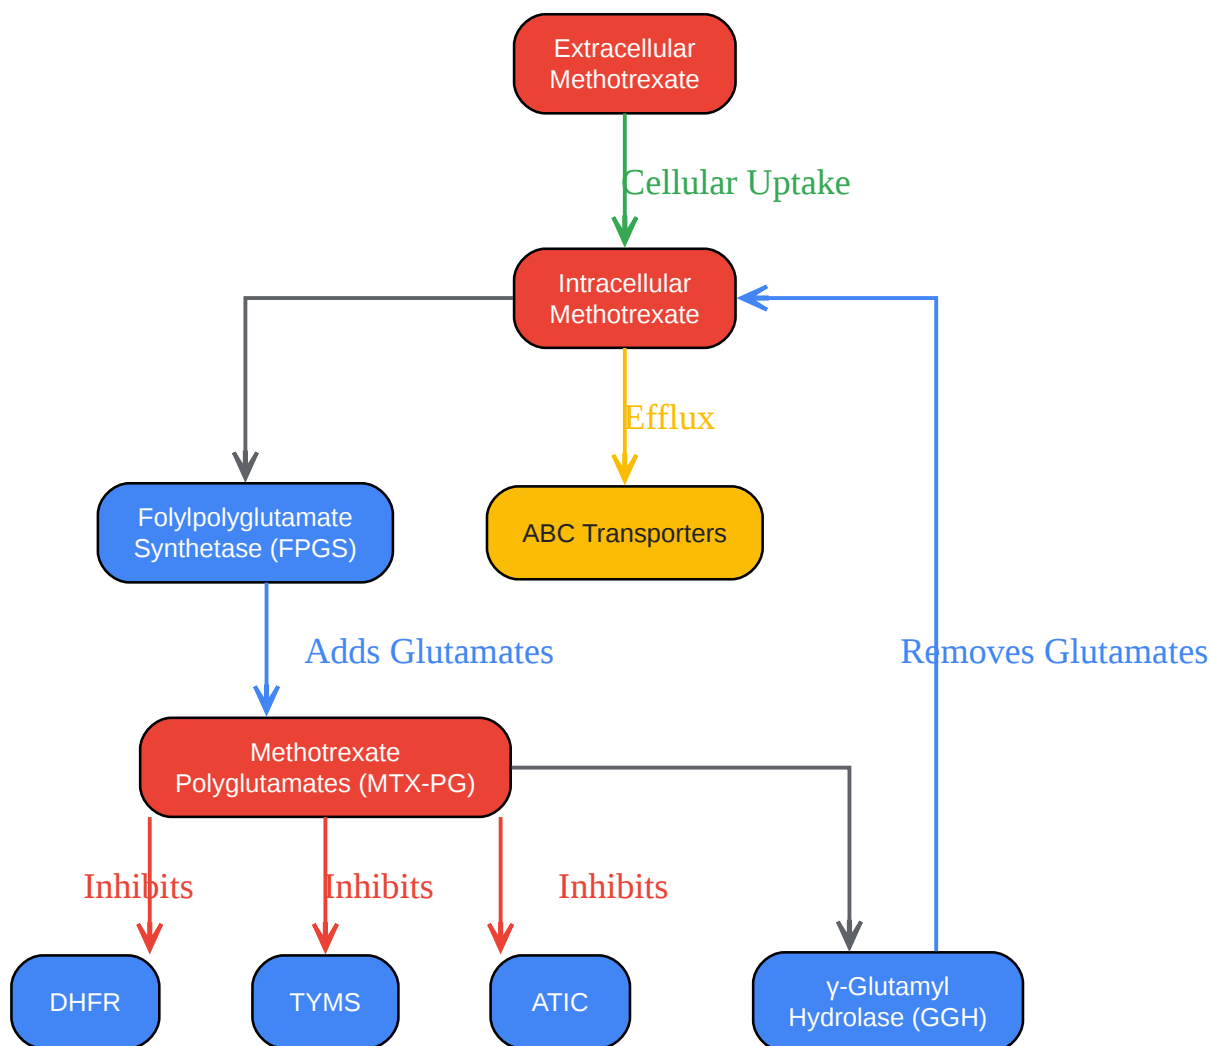 Extracellular
Methotrexate
Cellular Uptake
Intracellular
Methotrexate
Efflux
Folylpolyglutamate
Synthetase (FPGS)
ABC Transporters
Adds Glutamates
Removes Glutamates
Methotrexate
Polyglutamates (MTX-PG)
Inhibits
Inhibits
Inhibits
DHFR
TYMS
ATIC
γ-Glutamyl
Hydrolase (GGH)